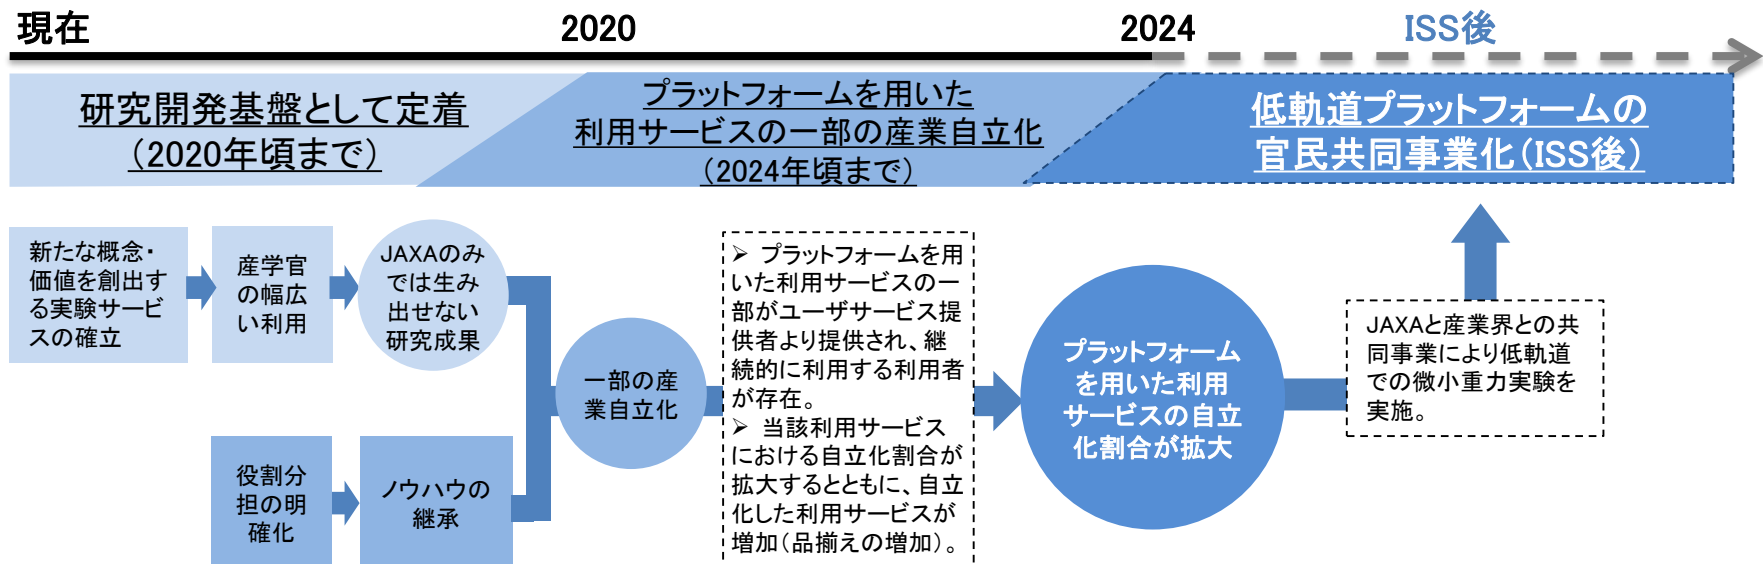 現在
2020
2024
ISS後
研究開発基盤として定着
(2020年頃まで)
プラットフォームを用いた
利用サービスの一部の産業自立化
(2024年頃まで)
低軌道プラットフォームの
官民共同事業化(ISS後)
新たな概念・
価値を創出す
る実験サービ
スの確立
産学官
の幅広
い利用
JAXAのみ
では生み
出せない
研究成果
役割分
担の明
確化
ノウハウの
継承
一部の産
業自立化
➢ プラットフォームを用
いた利用サービスの一
部がユーザサービス提
供者より提供され、継
続的に利用する利用者
が存在。
➢ 当該利用サービス
における自立化割合が
拡大するとともに、自立
化した利用サービスが
増加(品揃えの増加)。
プラットフォーム
を用いた利用
サービスの自立
化割合が拡大
JAXAと産業界との共
同事業により低軌道
での微小重力実験を
実施。